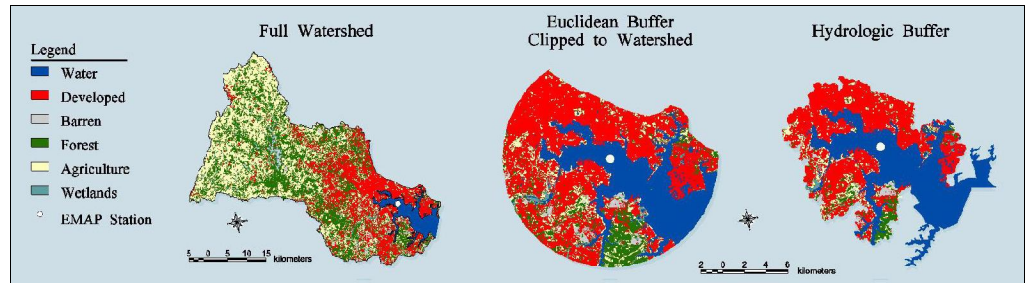 Full Watershed
Euclidean Buffer
Clipped to Watershed
Hydrologic Buffer
Legend
Water
Developed
Barren
Forest
Agriculture
Wetlands
EMAP Station
5 0 5 10 15
kilometers
2 0 2 4 6
kilometers